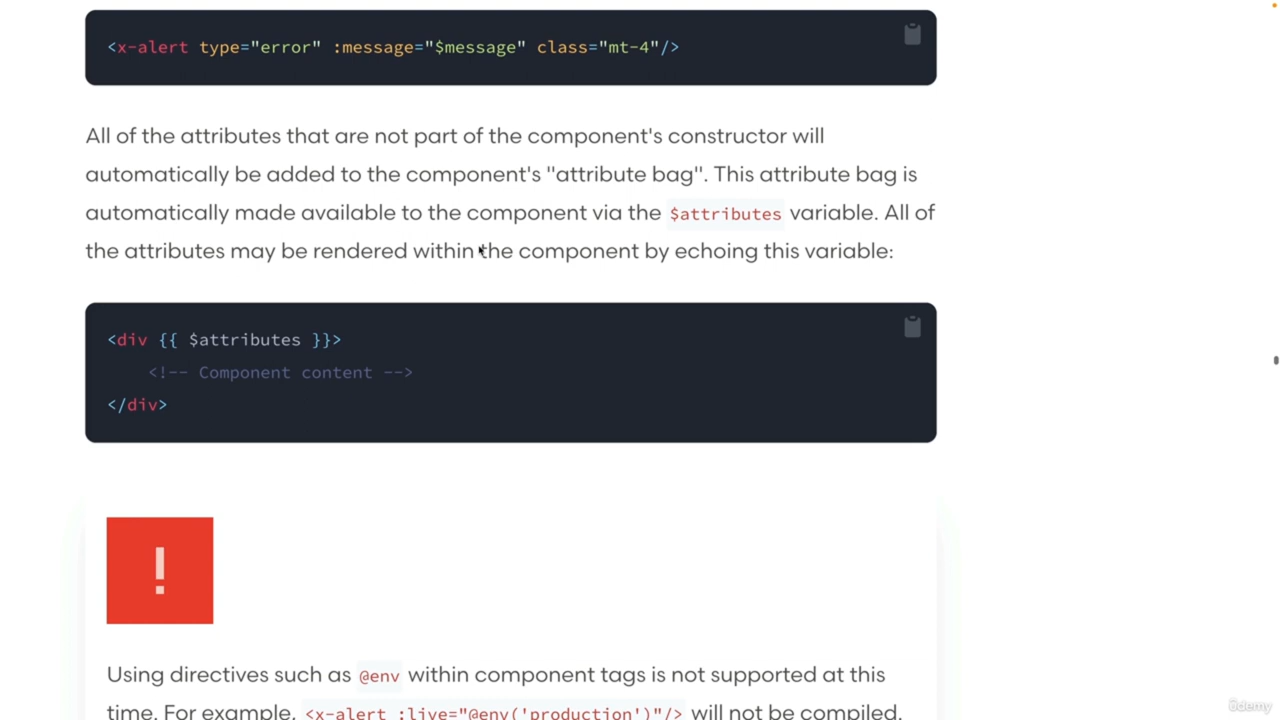 <x-alert type="error" :message="$message" class="mt-4"/>
All of the attributes that are not part of the component's constructor will
automatically be added to the component's "attribute bag". This attribute bag is
automatically made available to the component via the $attributes variable. All of
the attributes may be rendered within the component by echoing this variable:
<div {{ $attributes }}>
<!-- Component content -->
</div>
!
Using directives such as @env within component tags is not supported at this
time. For example, <x-alert :live="@env('production')"/> will not be compiled.
ûdemy